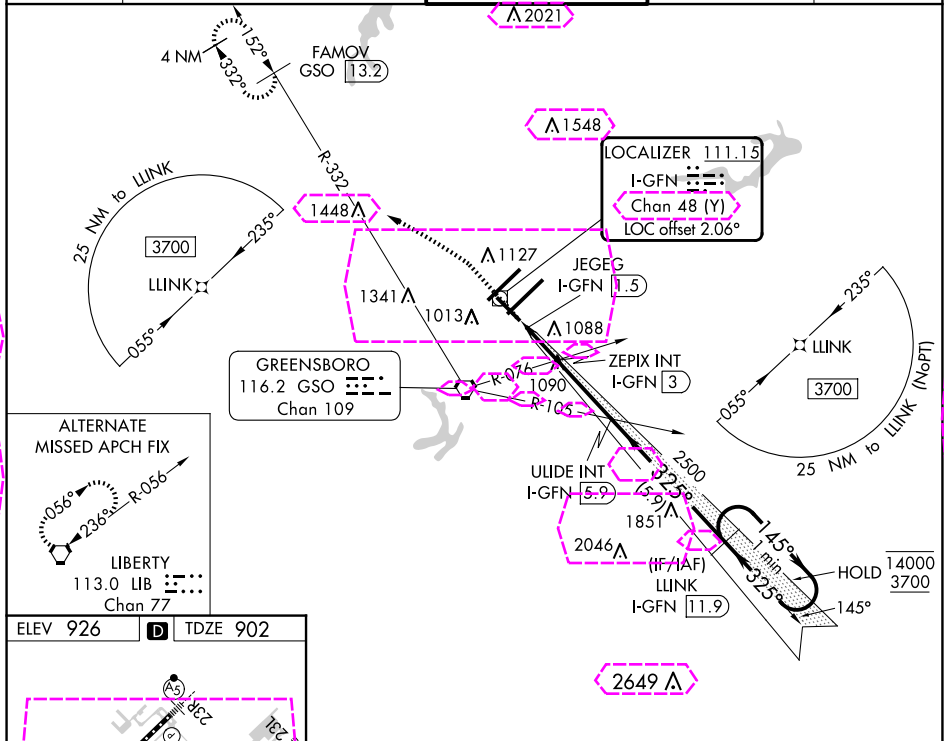 2021
4 NM
152°
332°
FAMOV
GSO 13.2
1548
R-332
LOCALIZER 111.15
I-GFN
Chan 48 (Y)
LOC offset 2.06°
25 NM to LLINK
235°
3700
LLINK
055°
1448
1127
JEGEG
I-GFN 1.5
1341
1013
1088
235°
LLINK
3700
055°
25 NM to LLINK (NoPT)
GREENSBORO
116.2 GSO
Chan 109
R-076
1090
R-105
ZEPIX INT
I-GFN 3
ULIDE INT
I-GFN 5.9
2500
325°
(5.9)
1851
2046
145°
1 min
325°
HOLD
14000
3700
145°
(IF/IAF)
LLINK
I-GFN 11.9
ALTERNATE
MISSED APCH FIX
056°
R-056
236°
LIBERTY
113.0 LIB
Chan 77
ELEV 926
D
TDZE 902
2649
A5
23R
23L
P